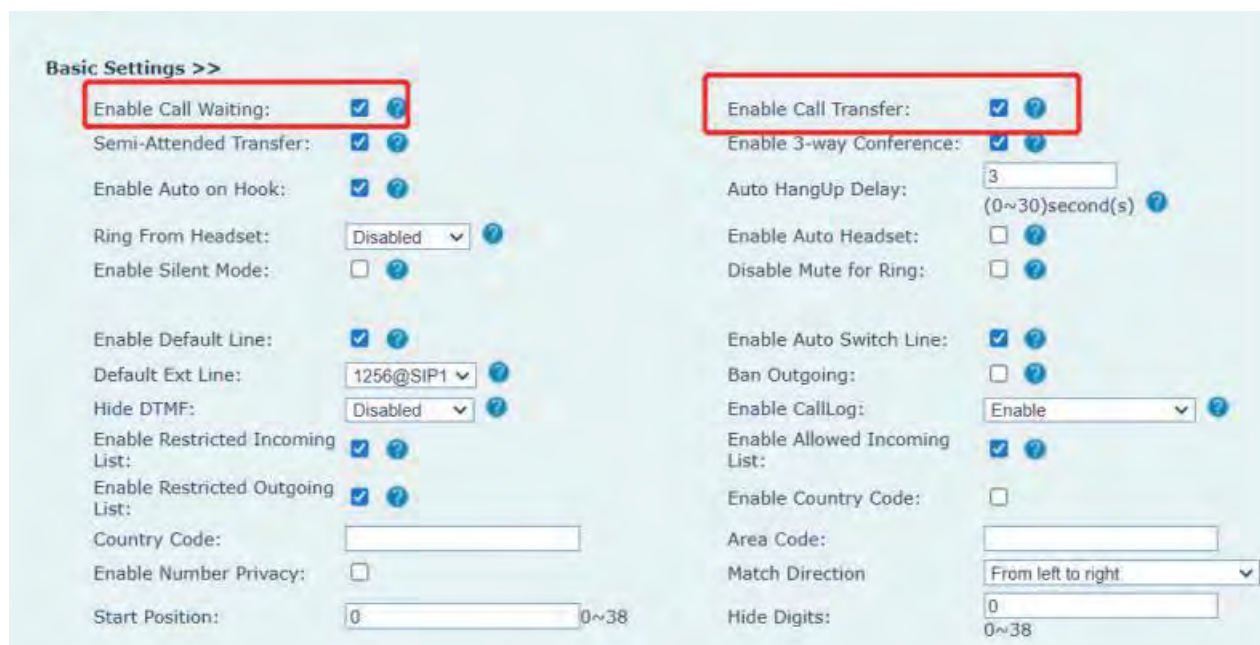 Basic Settings >>
Enable Call Waiting: ?
Enable Call Transfer: ?
Semi-Attended Transfer: ?
Enable 3-way Conference: ?
Enable Auto on Hook: ?
Auto HangUp Delay: 3
(0~30)second(s) ?
Ring From Headset: Disabled ?
Enable Auto Headset: ?
Enable Silent Mode: ?
Disable Mute for Ring: ?
Enable Default Line: ?
Enable Auto Switch Line: ?
Default Ext Line: 1256@SIP1 ?
Ban Outgoing: ?
Hide DTMF: Disabled ?
Enable CallLog: Enable ?
Enable Restricted Incoming
List: ?
Enable Allowed Incoming
List: ?
Enable Restricted Outgoing
List: ?
Enable Country Code:
Country Code:
Area Code:
Enable Number Privacy:
Match Direction From left to right
Start Position: 0 0~38
Hide Digits: 0
0~38